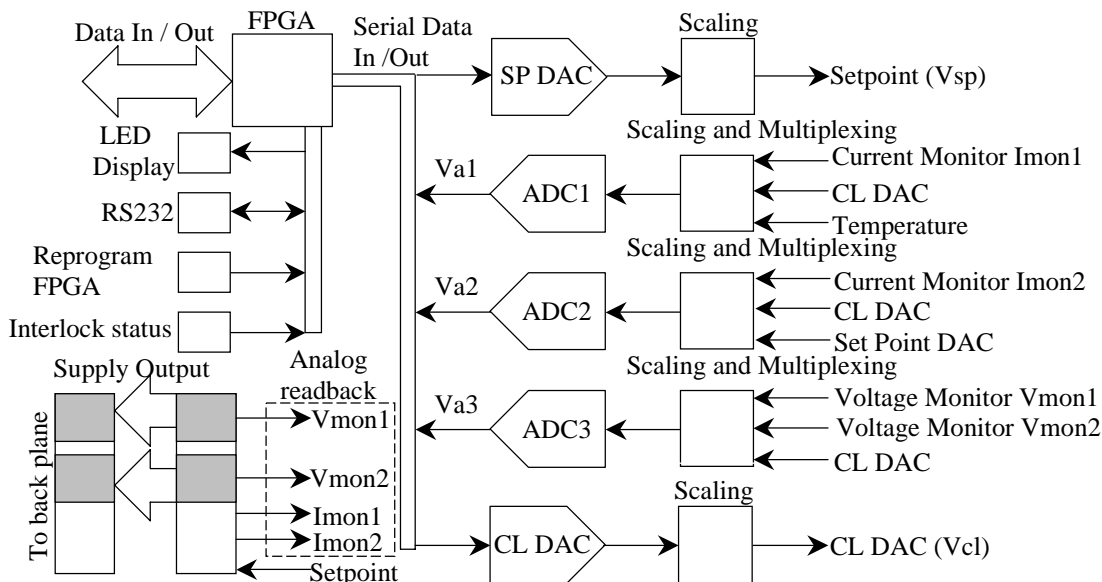 FPGA
Data In / Out
Serial Data
In /Out
Scaling
SP DAC
Setpoint (Vsp)
LED
Display
RS232
Reprogram
FPGA
Interlock status
Scaling and Multiplexing
Va1
ADC1
Current Monitor Imon1
CL DAC
Temperature
Scaling and Multiplexing
Va2
ADC2
Current Monitor Imon2
CL DAC
Set Point DAC
Scaling and Multiplexing
Va3
ADC3
Voltage Monitor Vmon1
Voltage Monitor Vmon2
CL DAC
Supply Output
Analog
readback
To back plane
Vmon1
Vmon2
Imon1
Imon2
Setpoint
Scaling
CL DAC
CL DAC (Vcl)